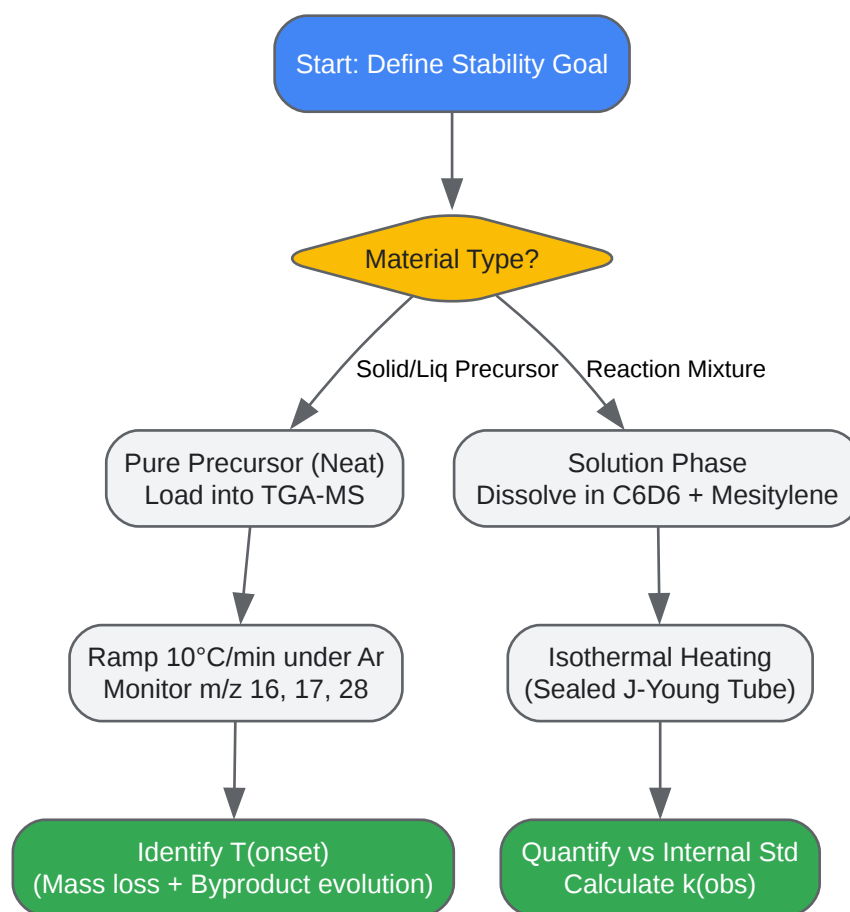 Start: Define Stability Goal
Material Type?
Solid/Liq Precursor
Reaction Mixture
Pure Precursor (Neat)
Load into TGA-MS
Solution Phase
Dissolve in C6D6 + Mesitylene
Ramp 10°C/min under Ar
Monitor m/z 16, 17, 28
Isothermal Heating
(Sealed J-Young Tube)
Identify T(onset)
(Mass loss + Byproduct evolution)
Quantify vs Internal Std
Calculate k(obs)